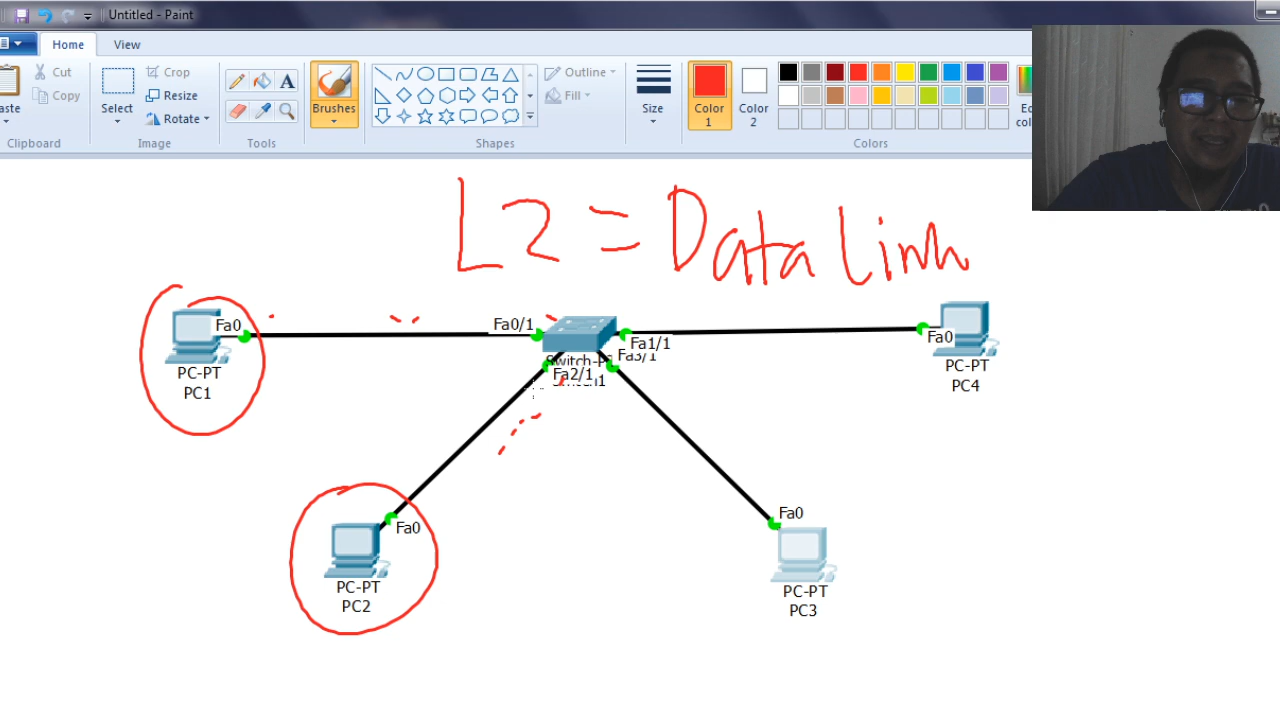 Untitled - Paint
Home View
Cut
Copy
Crop
Resize
Rotate
Select
Brushes
Outline
Fill
Size
Color 1
Color 2
Clipboard
Image
Tools
Shapes
Colors
L2 = Data Link
Fa0
PC-PT
PC1
Fa0/1
Fa1/1
Fa3/1
Fa2/1
Fa0
PC-PT
PC4
Fa0
PC-PT
PC2
Fa0
PC-PT
PC3